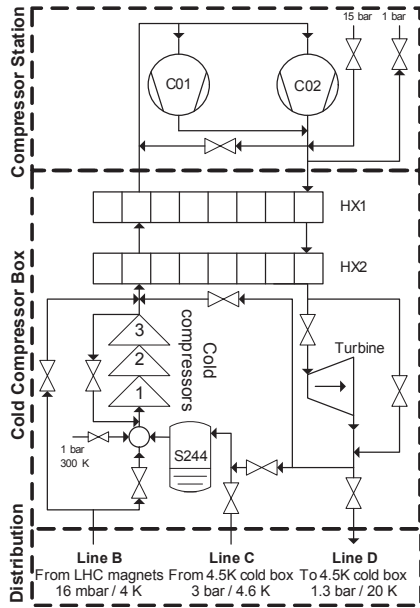 Compressor Station
15 bar
1 bar
C01
C02
Cold Compressor Box
HX1
HX2
3
2
1
Cold
compressors
Turbine
1 bar
300 K
S244
Distribution
Line B
From LHC magnets
16 mbar / 4 K
Line C
From 4.5K cold box
3 bar / 4.6 K
Line D
To 4.5K cold box
1.3 bar / 20 K